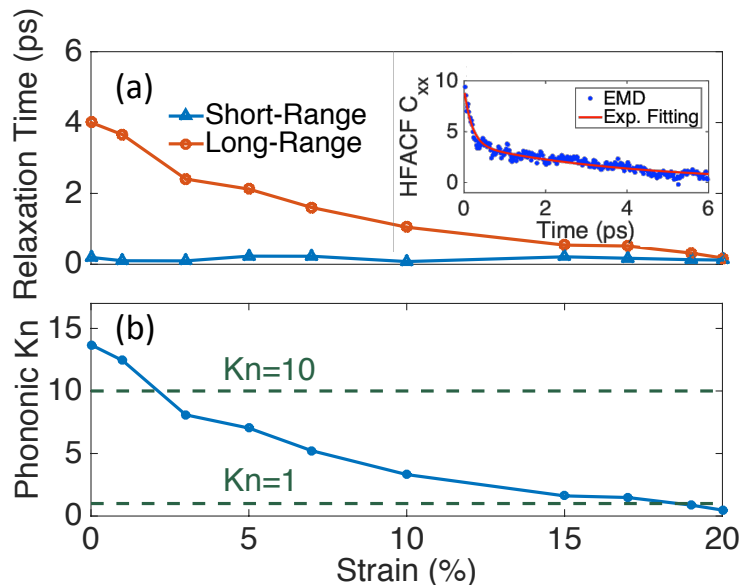 Relaxation Time (ps)
6
4
2
0
(a)
Short-Range
Long-Range
HFACF Cxx
10
5
0
EMD
Exp. Fitting
0 2 4 6
Time (ps)
Phononic Kn
15
10
5
0
(b)
Kn=10
Kn=1
0 5 10 15 20
Strain (%)